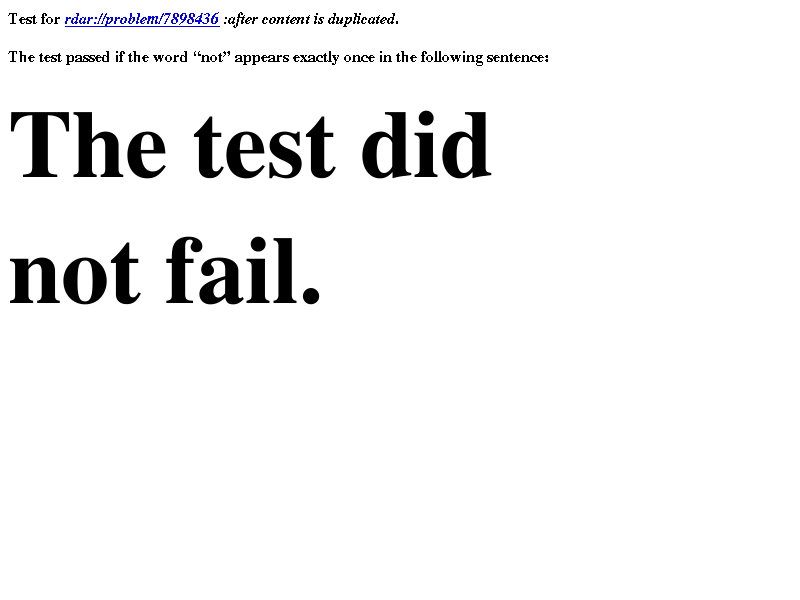 Test for rdar://problem/7898436 :after content is duplicated.
The test passed if the word “not” appears exactly once in the following sentence:
The test did
not fail.